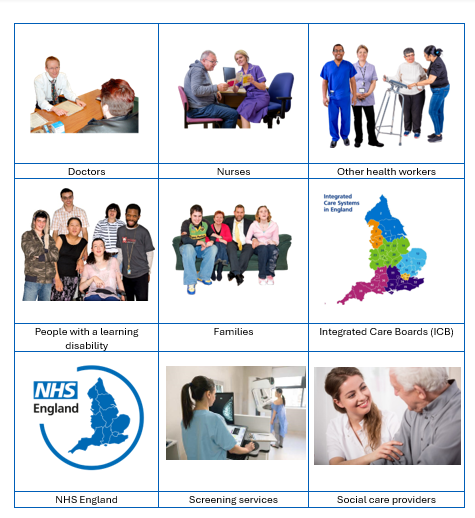 Doctors
Nurses
Other health workers
Integrated
Care Systems
in England
People with a learning
disability
Families
Integrated Care Boards (ICB)
NHS
England
NHS England
Screening services
Social care providers